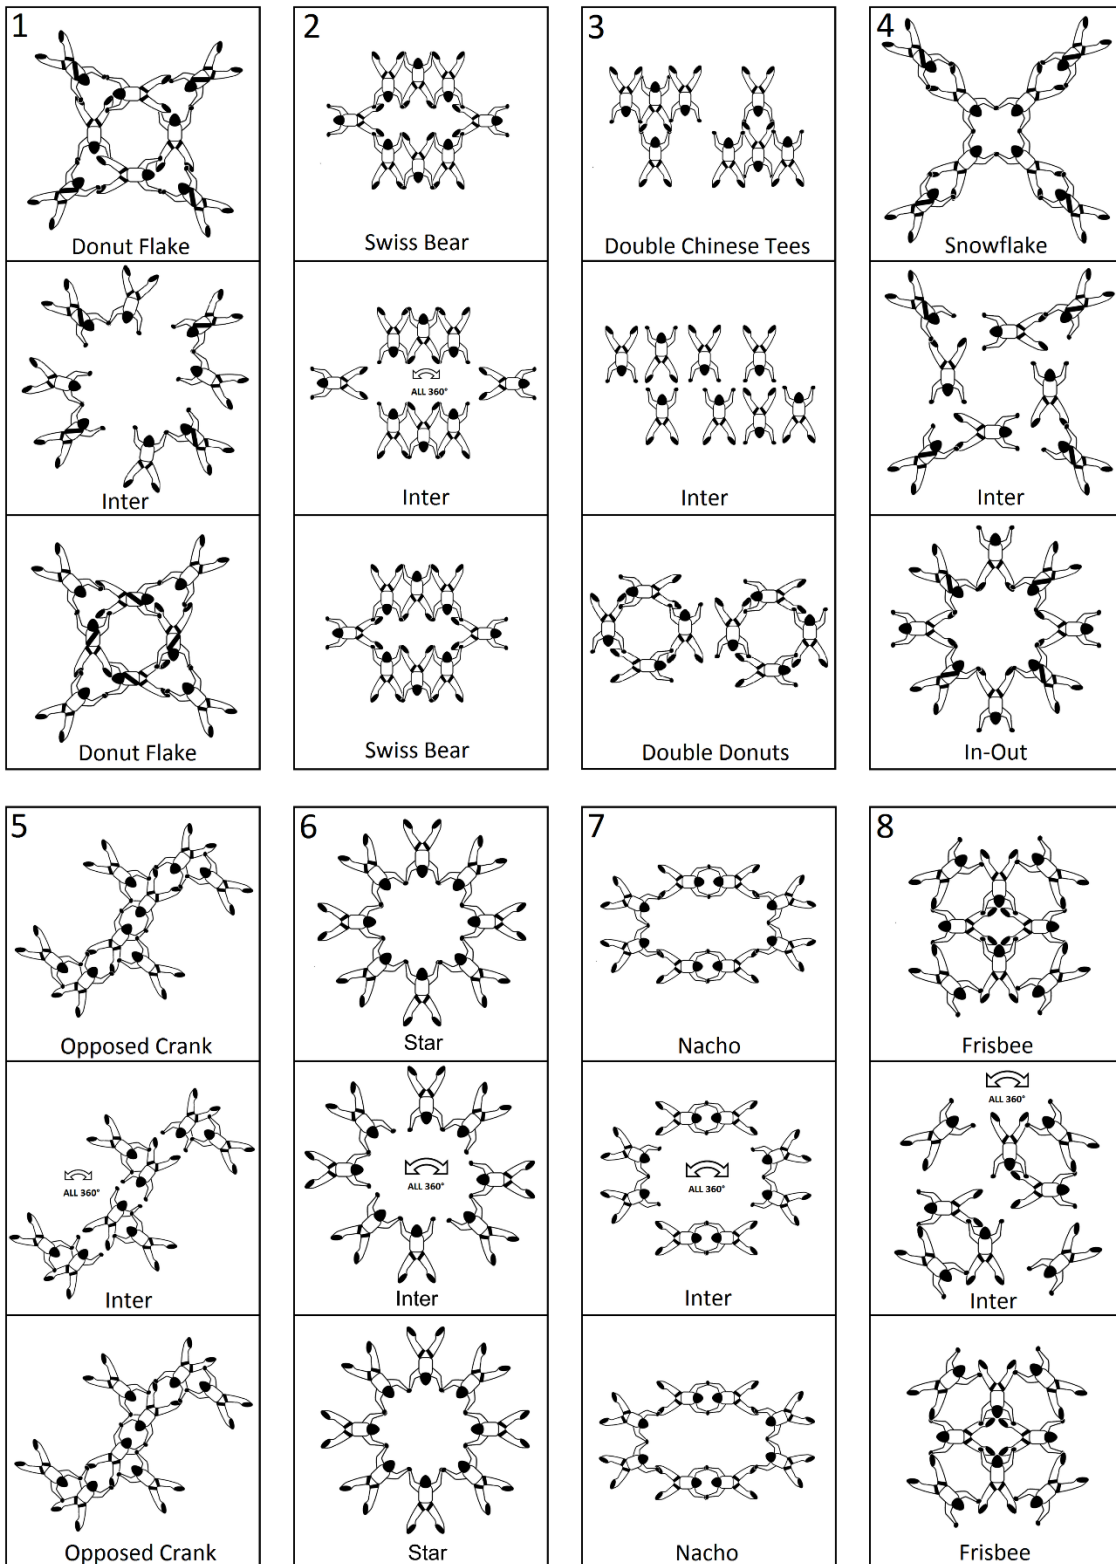 1
Donut Flake
Inter
Donut Flake
2
Swiss Bear
ALL 360°
Inter
Swiss Bear
3
Double Chinese Tees
Inter
Double Donuts
4
Snowflake
Inter
In-Out
5
Opposed Crank
ALL 360°
Inter
Opposed Crank
6
Star
ALL 360°
Inter
Star
7
Nacho
ALL 360°
Inter
Nacho
8
Frisbee
ALL 360°
Inter
Frisbee